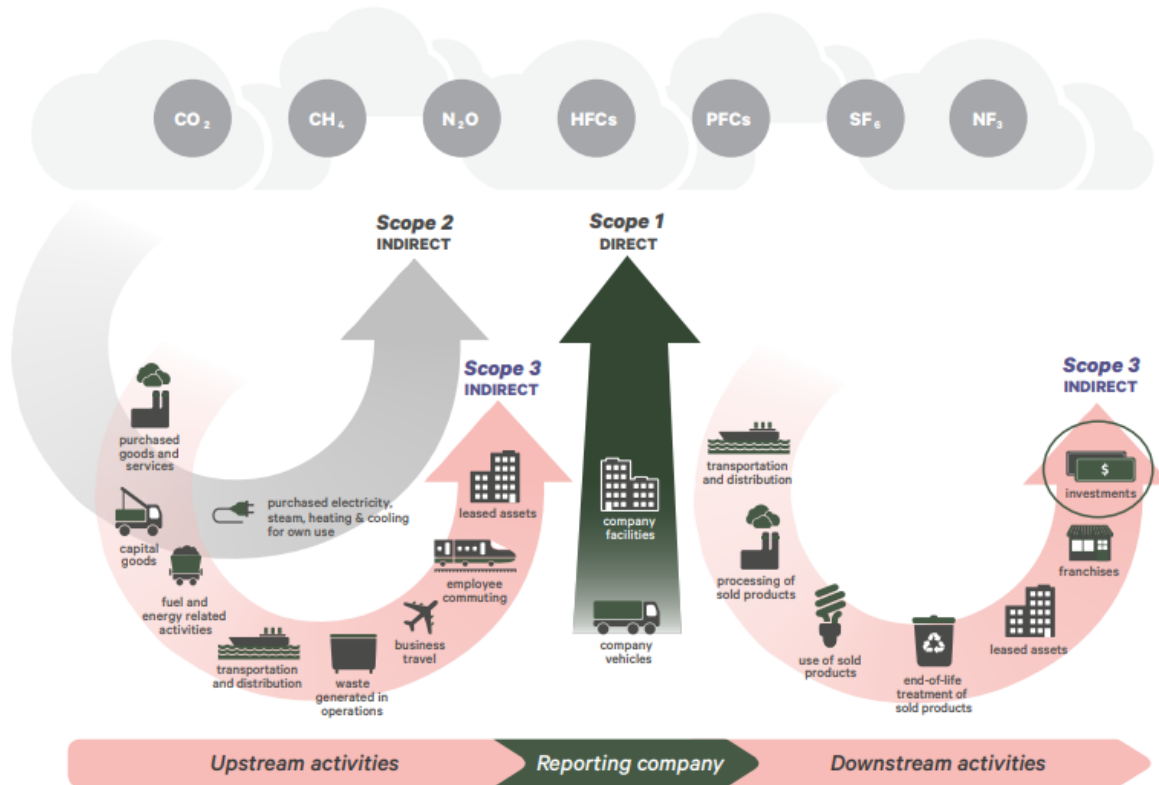 CO₂ CH₄ N₂O HFCs PFCs SF₆ NF₃
Scope 2
INDIRECT
Scope 1
DIRECT
Scope 3
INDIRECT
Scope 3
INDIRECT
purchased
goods and
services
capital
goods
fuel and
energy related
activities
purchased electricity,
steam, heating & cooling
for own use
transportation
and distribution
waste
generated in
operations
business
travel
employee
commuting
leased assets
company
facilities
company
vehicles
transportation
and distribution
processing of
sold products
use of sold
products
end-of-life
treatment of
sold products
leased assets
franchises
$
investments
Upstream activities
Reporting company
Downstream activities